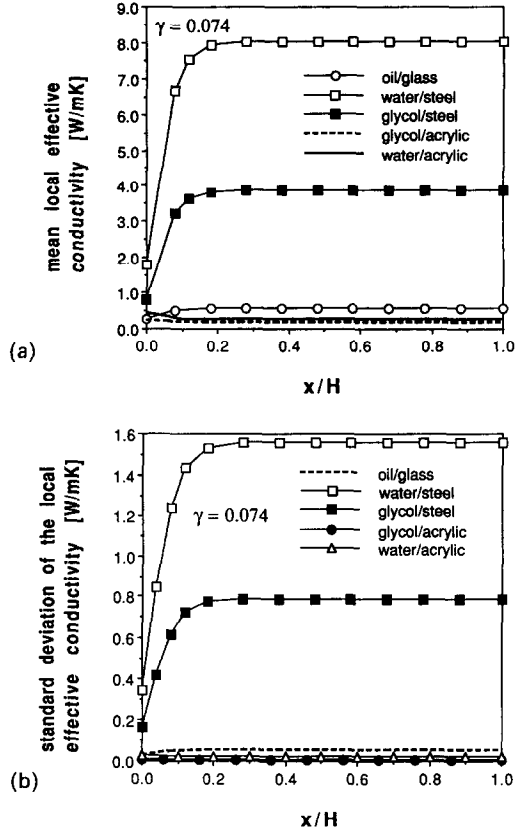 γ = 0.074
mean local effective
conductivity [W/mK]
9.0
8.0
7.0
6.0
5.0
4.0
3.0
2.0
1.0
0.0
oil/glass
water/steel
glycol/steel
glycol/acrylic
water/acrylic
0.0 0.2 0.4 0.6 0.8 1.0
(a)
x/H
standard deviation of the local
effective conductivity [W/mK]
1.6
1.4
1.2
1.0
0.8
0.6
0.4
0.2
0.0
γ = 0.074
oil/glass
water/steel
glycol/steel
glycol/acrylic
water/acrylic
0.0 0.2 0.4 0.6 0.8 1.0
(b)
x/H